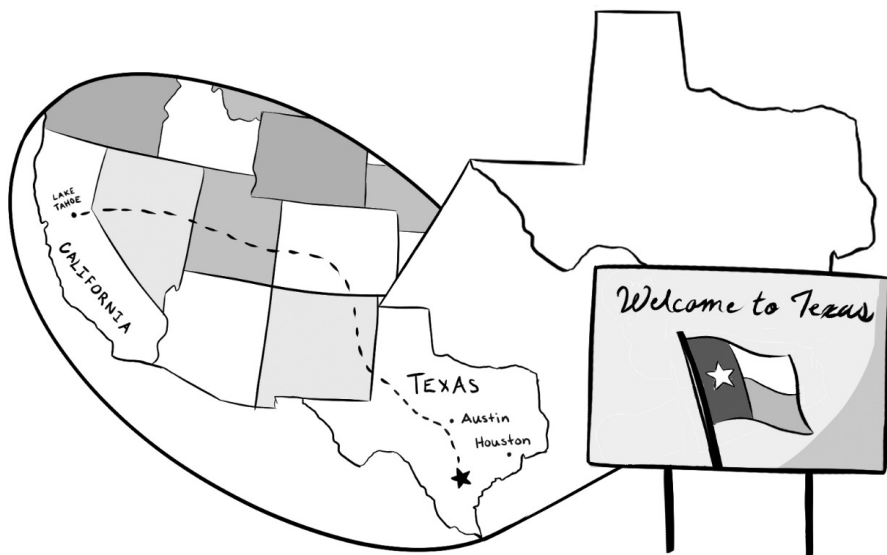 LAKE
TAHOE
CALIFORNIA
TEXAS
Austin
Houston
Welcome to Texas